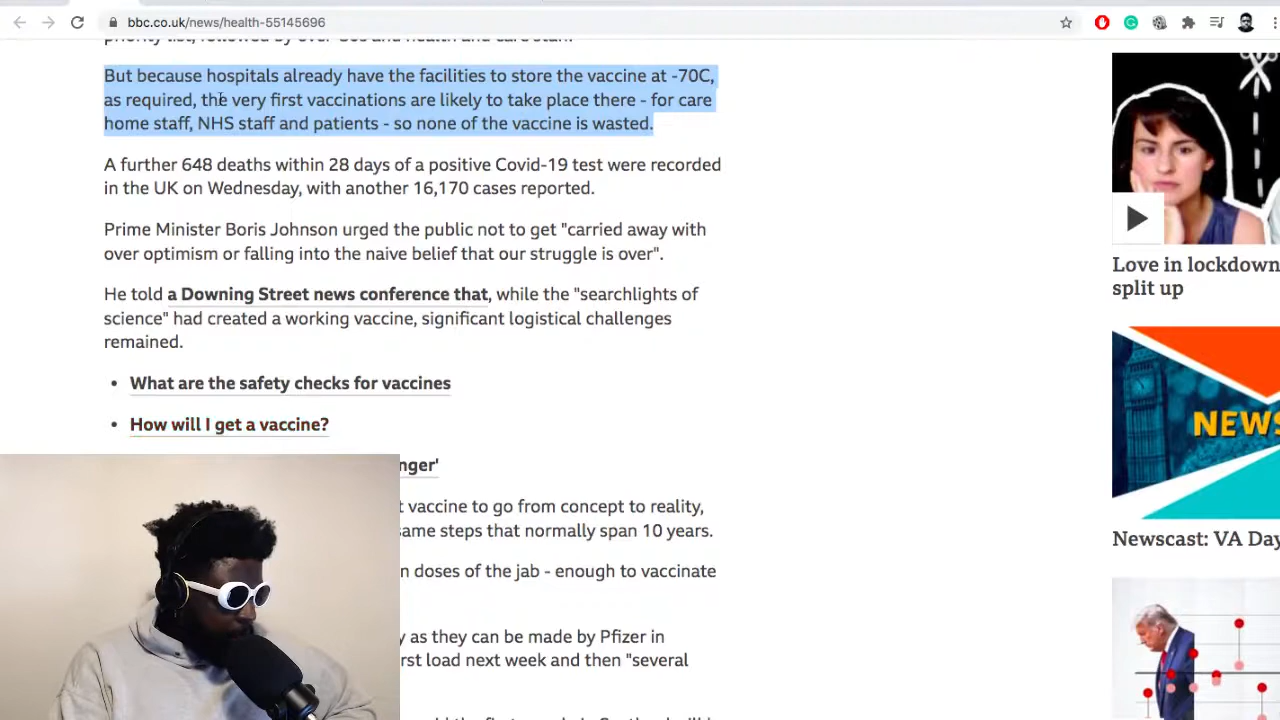 bbc.co.uk/news/health-55145696
priority list, followed by over 80s and health and care staff.
But because hospitals already have the facilities to store the vaccine at -70C,
as required, the very first vaccinations are likely to take place there - for care
home staff, NHS staff and patients - so none of the vaccine is wasted.
A further 648 deaths within 28 days of a positive Covid-19 test were recorded
in the UK on Wednesday, with another 16,170 cases reported.
Prime Minister Boris Johnson urged the public not to get "carried away with
over optimism or falling into the naive belief that our struggle is over".
He told a Downing Street news conference that, while the "searchlights of
science" had created a working vaccine, significant logistical challenges
remained.
• What are the safety checks for vaccines
• How will I get a vaccine?
nger'
t vaccine to go from concept to reality,
ame steps that normally span 10 years.
n doses of the jab - enough to vaccinate
y as they can be made by Pfizer in
rst load next week and then "several
Love in lockdown
split up
NEWS
Newscast: VA Day